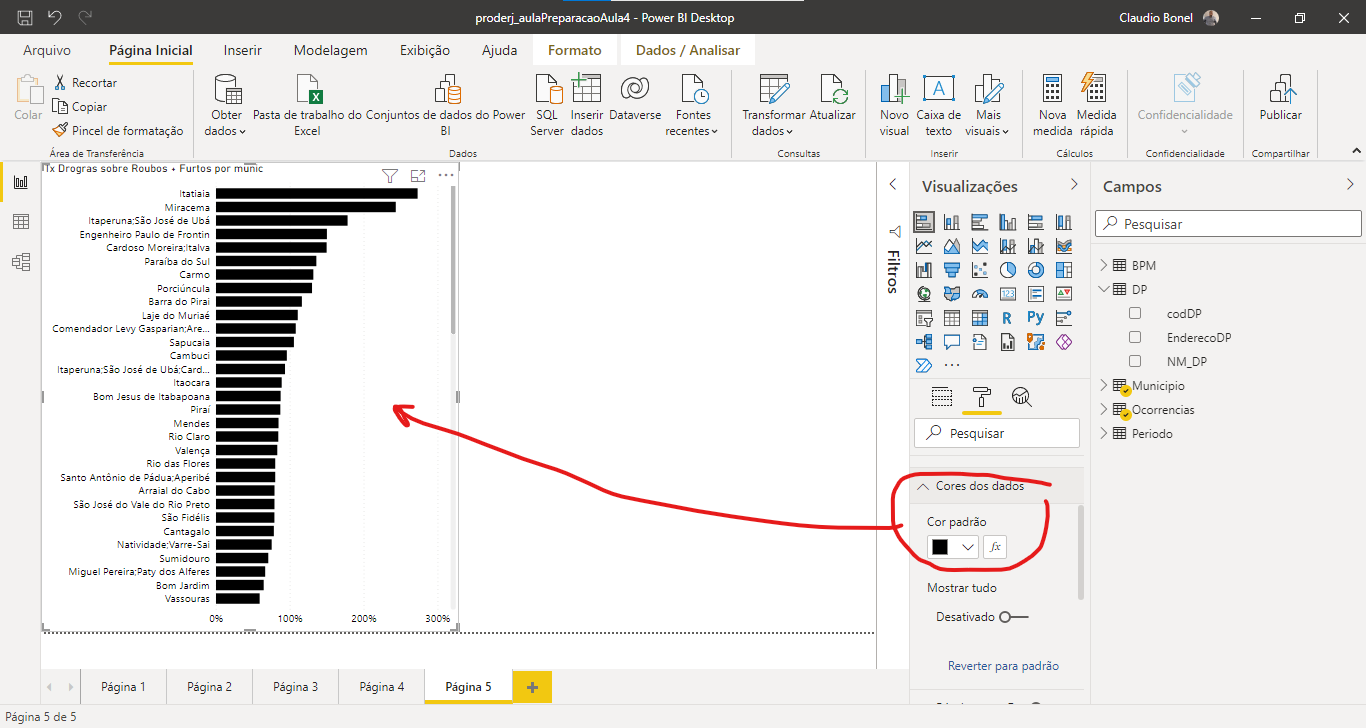 proderj_aulaPreparacaoAula4 - Power BI Desktop
Claudio Bonel
Arquivo
Página Inicial
Inserir
Modelagem
Exibição
Ajuda
Formato
Dados / Analisar
Colar
Recortar
Copiar
Pincel de formatação
Área de Transferência
Obter
dados
Pasta de trabalho do
Excel
Conjuntos de dados do Power
BI
SQL
Server
Inserir
dados
Dataverse
Fontes
recentes
Dados
Transformar
dados
Atualizar
Consultas
Novo
visual
Caixa de
texto
Mais
visuais
Inserir
Nova
medida
Medida
rápida
Cálculos
Confidencialidade
Confidencialidade
Publicar
Compartilhar
Tx Drogras sobre Roubos + Furtos por munic
Itatiaia
Miracema
Itaperuna;São José de Ubá
Engenheiro Paulo de Frontin
Cardoso Moreira;Italva
Paraíba do Sul
Carmo
Porciúncula
Barra do Pirai
Laje do Muriaé
Comendador Levy Gasparian;Are...
Sapucaia
Cambuci
Itaperuna;São José de Ubá;Card...
Itaocara
Bom Jesus de Itabapoana
Piraí
Mendes
Rio Claro
Valença
Rio das Flores
Santo Antônio de Pádua;Aperibé
Arraial do Cabo
São José do Vale do Rio Preto
São Fidélis
Cantagalo
Natividade;Varre-Sai
Sumidouro
Miguel Pereira;Paty dos Alferes
Bom Jardim
Vassouras
0% 100% 200% 300%
Filtros
Visualizações
123
R
Py
Pesquisar
Cores dos dados
Cor padrão
fx
Mostrar tudo
Desativado
Reverter para padrão
Campos
Pesquisar
BPM
DP
codDP
EnderecoDP
NM_DP
Municipio
Ocorrencias
Periodo
Página 1
Página 2
Página 3
Página 4
Página 5
Página 5 de 5